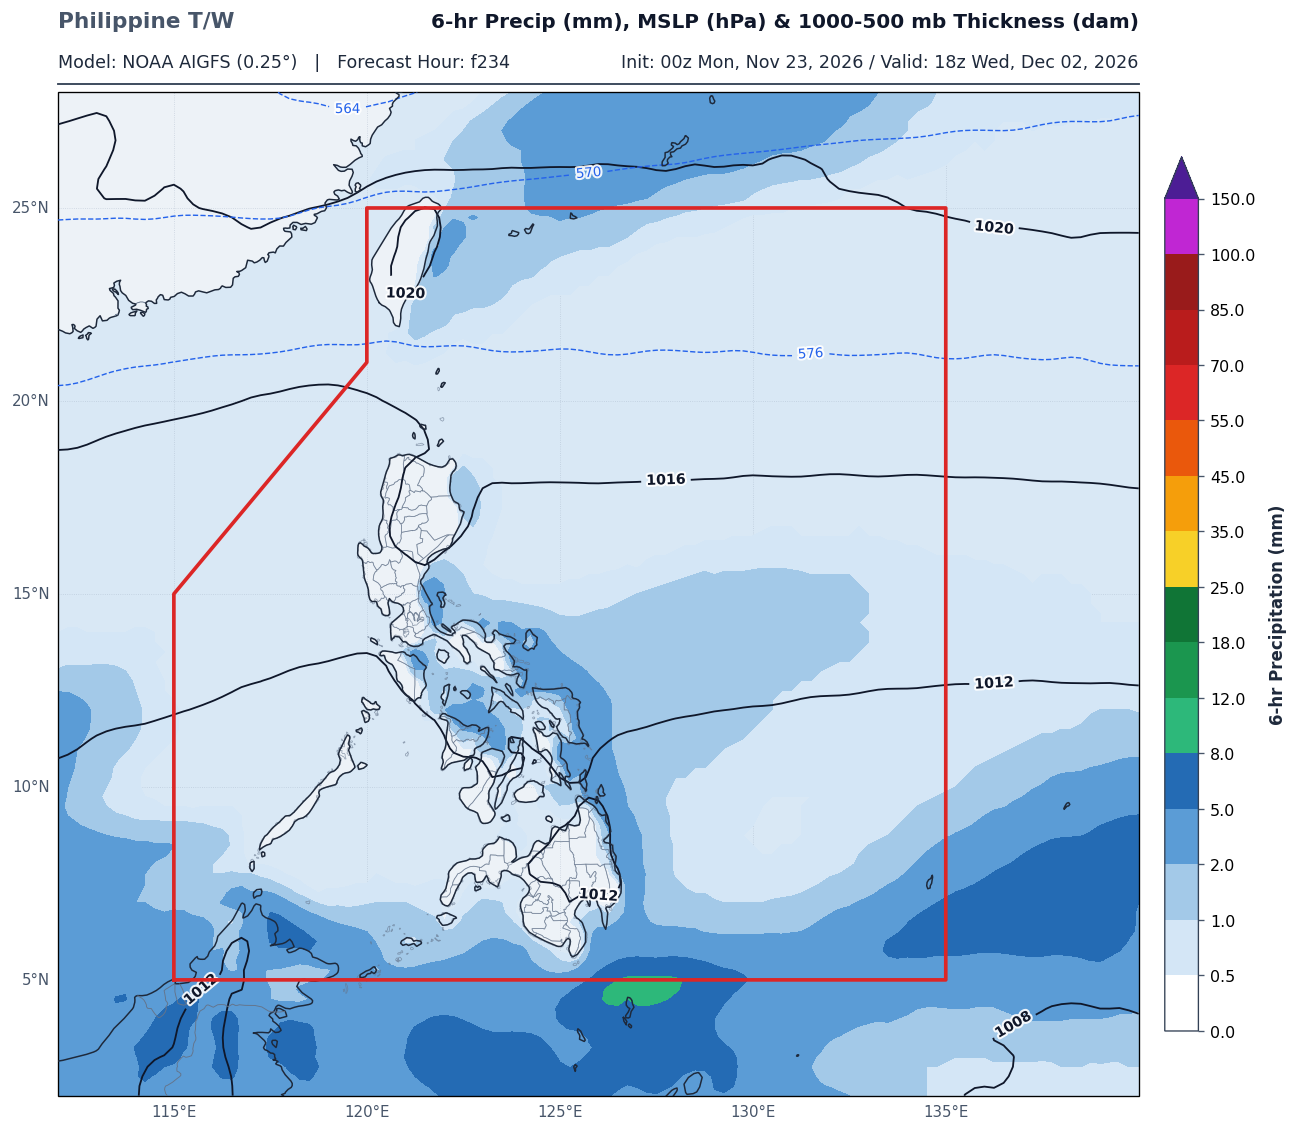 Philippine T/W
6-hr Precip (mm), MSLP (hPa) & 1000-500 mb Thickness (dam)
Model: NOAA AIGFS (0.25°) | Forecast Hour: f234
Init: 00z Mon, Nov 23, 2026 / Valid: 18z Wed, Dec 02, 2026
564
570
25°N
1020
1020
576
20°N
1016
15°N
1012
10°N
1012
5°N
1012
1008
115°E
120°E
125°E
130°E
135°E
150.0
100.0
85.0
70.0
55.0
45.0
35.0
25.0
18.0
12.0
8.0
5.0
2.0
1.0
0.5
0.0
6-hr Precipitation (mm)